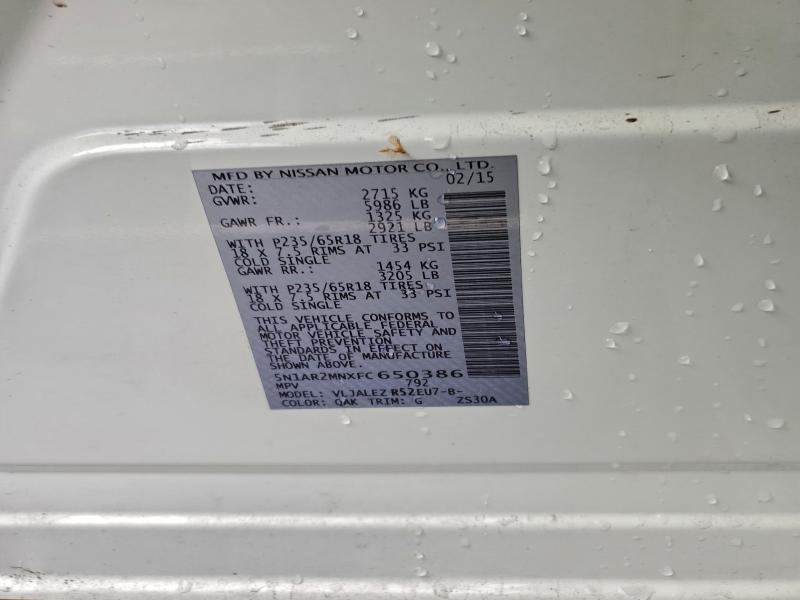 MFD BY NISSAN MOTOR CO., LTD.
DATE: 02/15
GVWR: 2715 KG
5986 LB
GAWR FR.: 1325 KG
2921 LB
WITH P235/65R18 TIRES
18 X 7.5 RIMS AT 33 PSI
COLD SINGLE
GAWR RR.: 1454 KG
3205 LB
WITH P235/65R18 TIRES
18 X 7.5 RIMS AT 33 PSI
COLD SINGLE
THIS VEHICLE CONFORMS TO
ALL APPLICABLE FEDERAL
MOTOR VEHICLE SAFETY AND
THEFT PREVENTION
STANDARDS IN EFFECT ON
THE DATE OF MANUFACTURE
SHOWN ABOVE.
5N1AR2MNXFC650386
MPV 792
MODEL: VLJALEZ R52EU7-B-
COLOR: QAK TRIM: G ZS30A